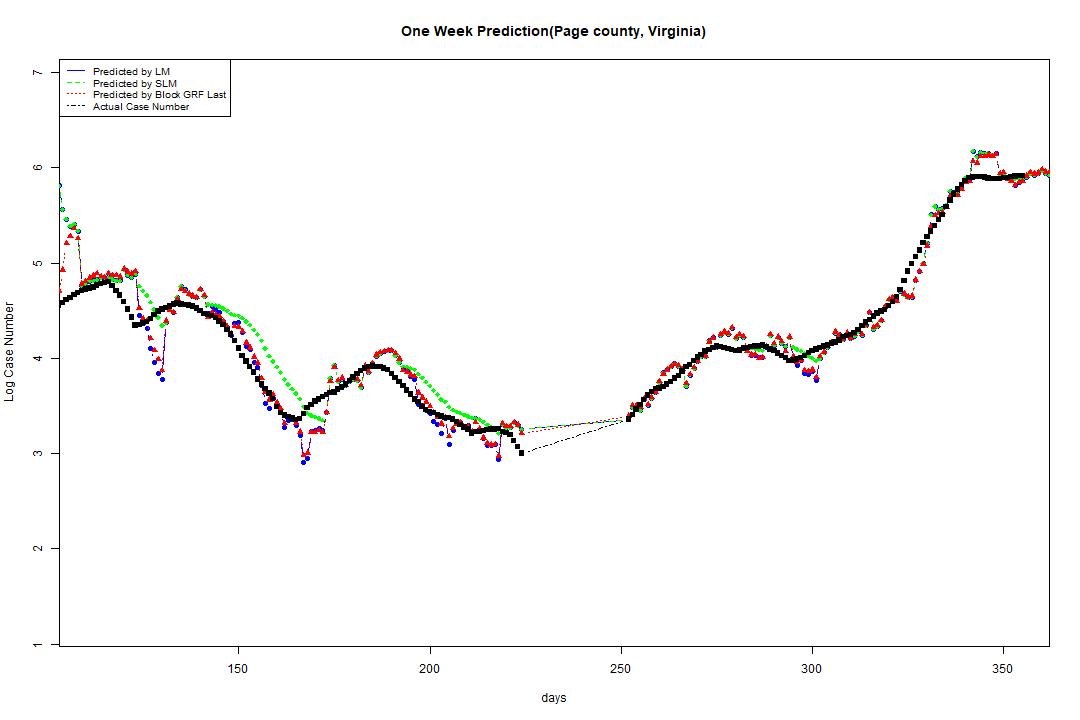 One Week Prediction(Page county, Virginia)
Predicted by LM
Predicted by SLM
Predicted by Block GRF Last
Actual Case Number
7
6
5
4
3
2
1
Log Case Number
150 200 250 300 350
days